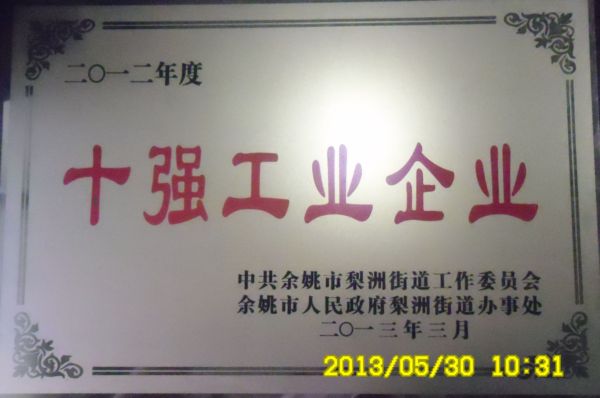 二〇一二年度
十强工业企业
中共余姚市梨洲街道工作委员会
余姚市人民政府梨洲街道办事处
二〇一三年三月
2013/05/30 10:31